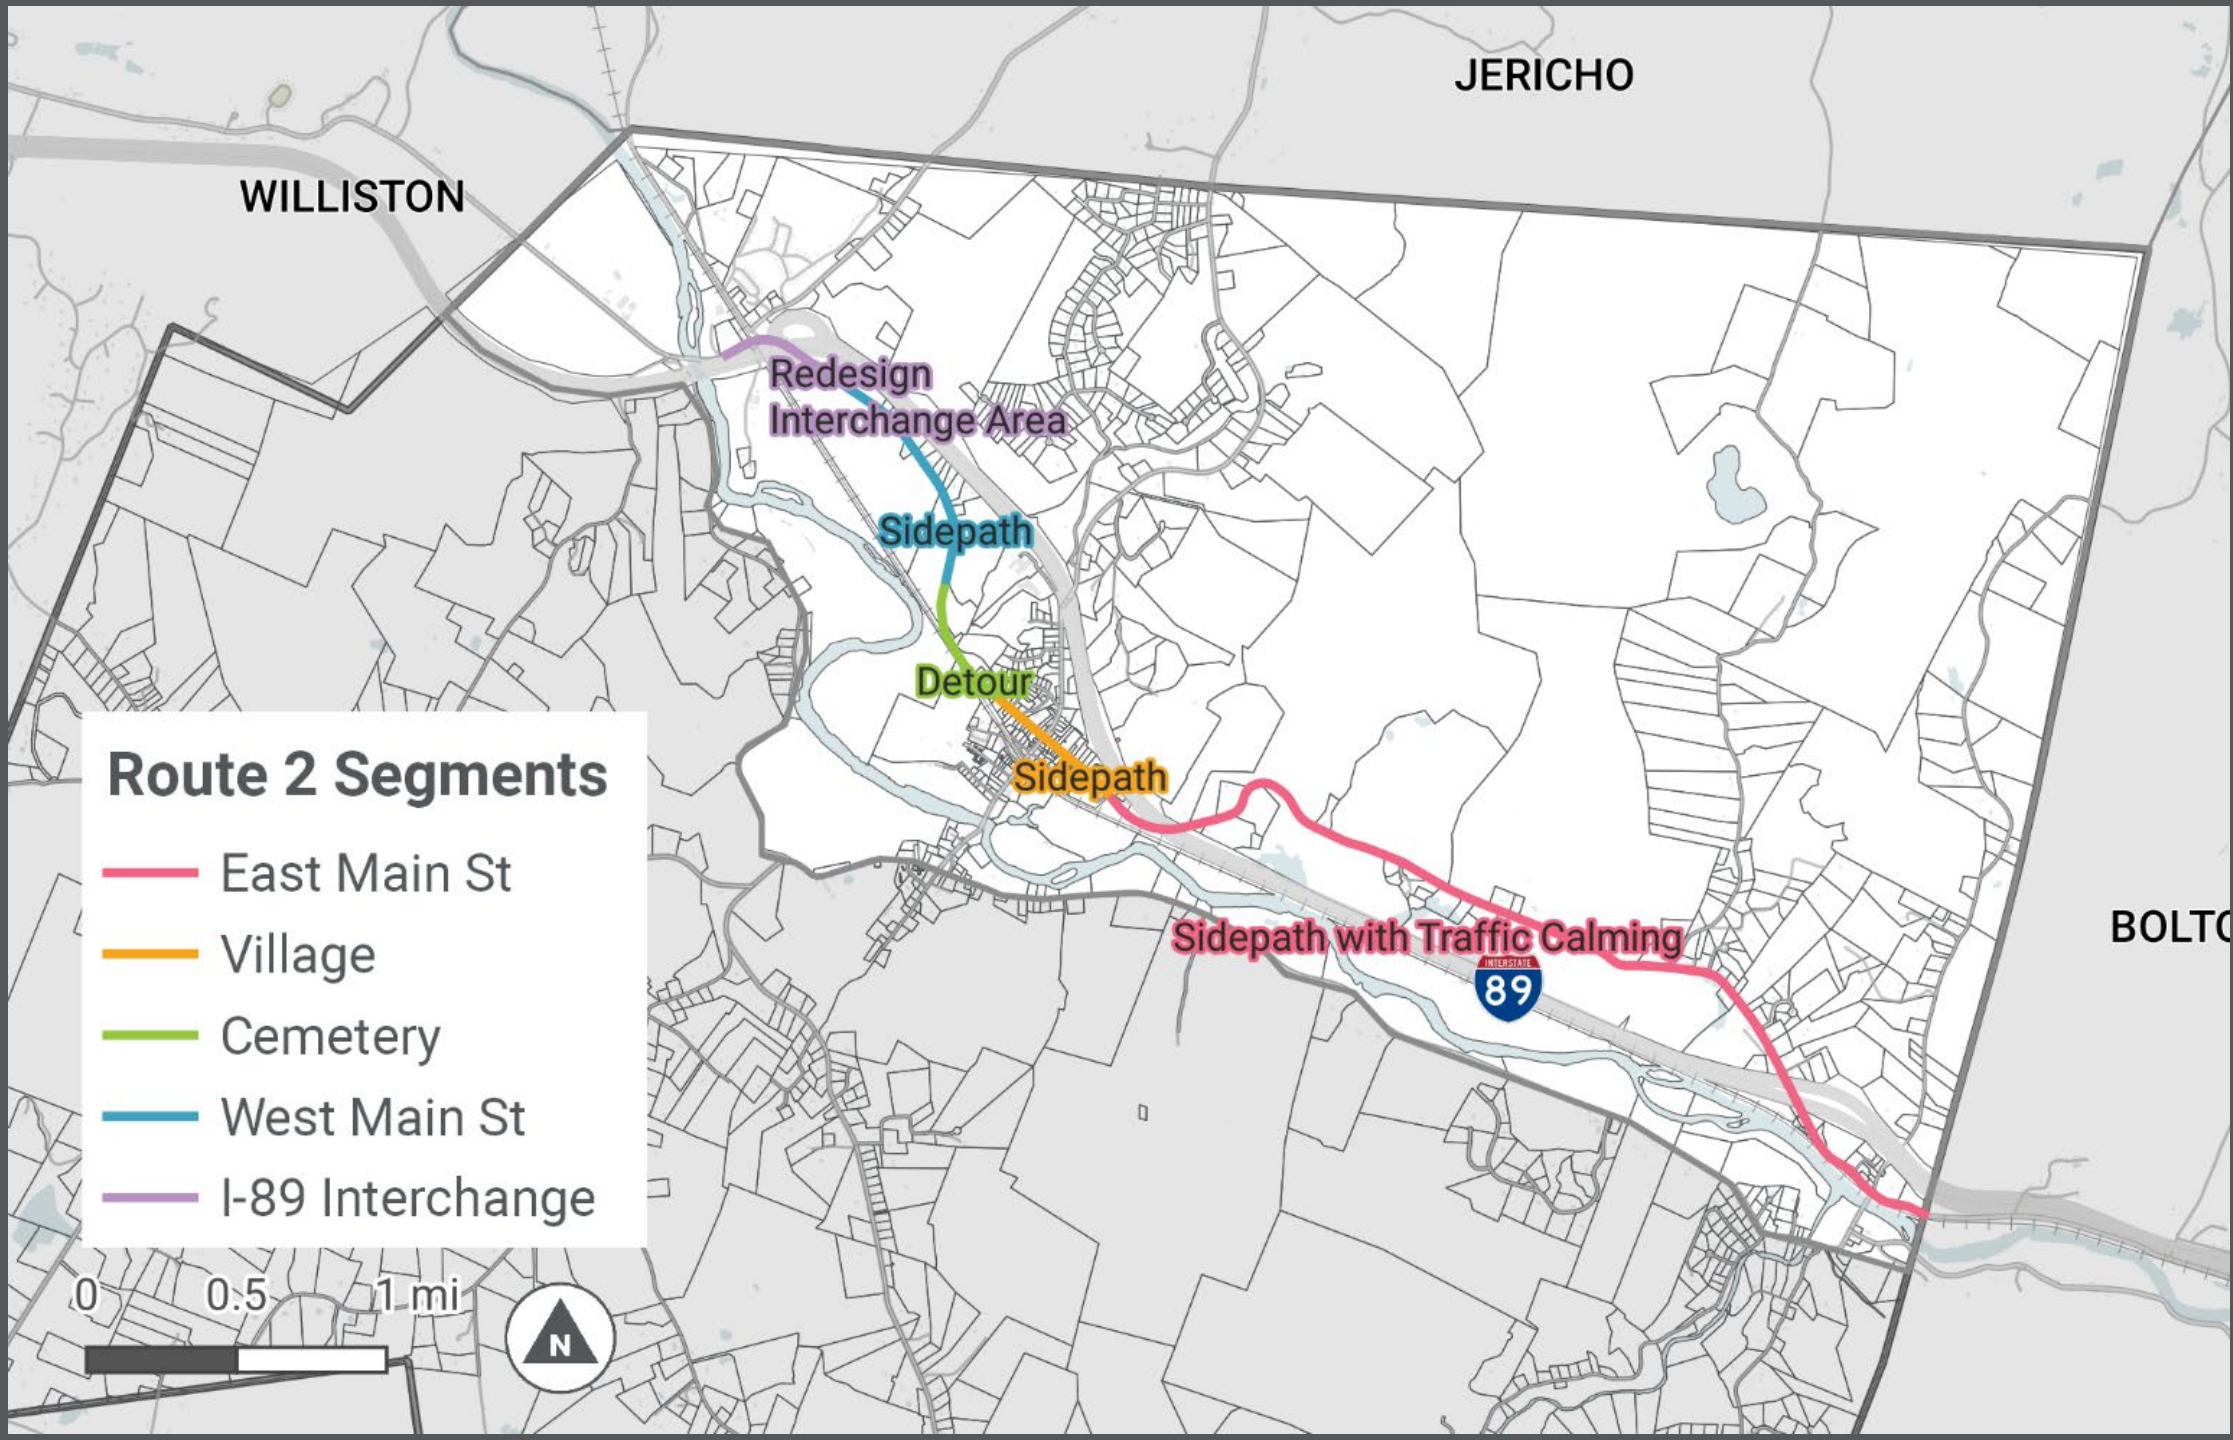 JERICHO
WILLISTON
Redesign
Interchange Area
Sidepath
Detour
Sidepath
Sidepath with Traffic Calming
INTERSTATE
89
BOLTO
Route 2 Segments
East Main St
Village
Cemetery
West Main St
I-89 Interchange
0 0.5 1 mi
N